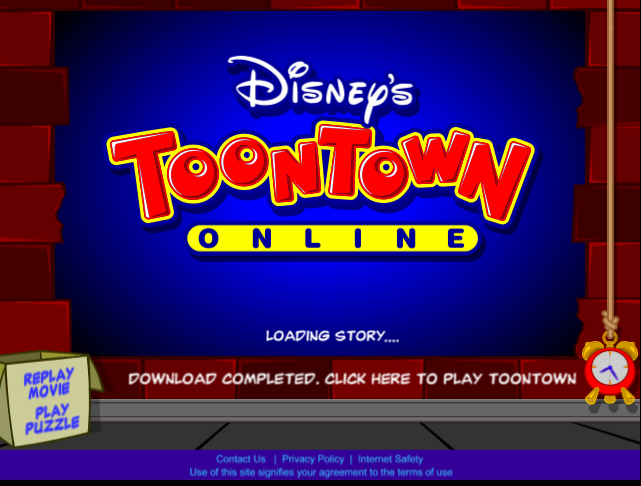 Disney's
TOONTOWN
ONLINE
LOADING STORY....
DOWNLOAD COMPLETED. CLICK HERE TO PLAY TOONTOWN
REPLAY
MOVIE
PLAY
PUZZLE
Contact Us | Privacy Policy | Internet Safety
Use of this site signifies your agreement to the terms of use